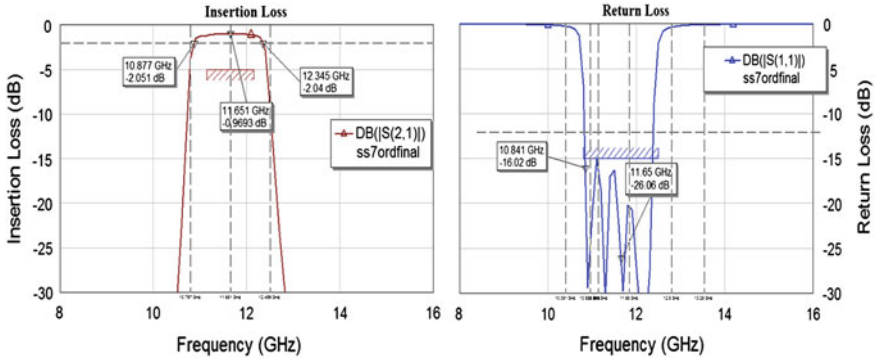 Insertion Loss
Insertion Loss (dB)
0
-5
-10
-15
-20
-25
-30
10.877 GHz
-2.051 dB
12.345 GHz
-2.04 dB
11.651 GHz
-0.9693 dB
DB(|S(2,1)|)
ss7ordfinal
8
10
12
14
16
Frequency (GHz)
Return Loss
DB(|S(1,1)|)
ss7ordfinal
10.841 GHz
-16.02 dB
11.65 GHz
-26.06 dB
0
-5
-10
-15
-20
-25
-30
Return Loss (dB)
8
10
12
14
16
Frequency (GHz)